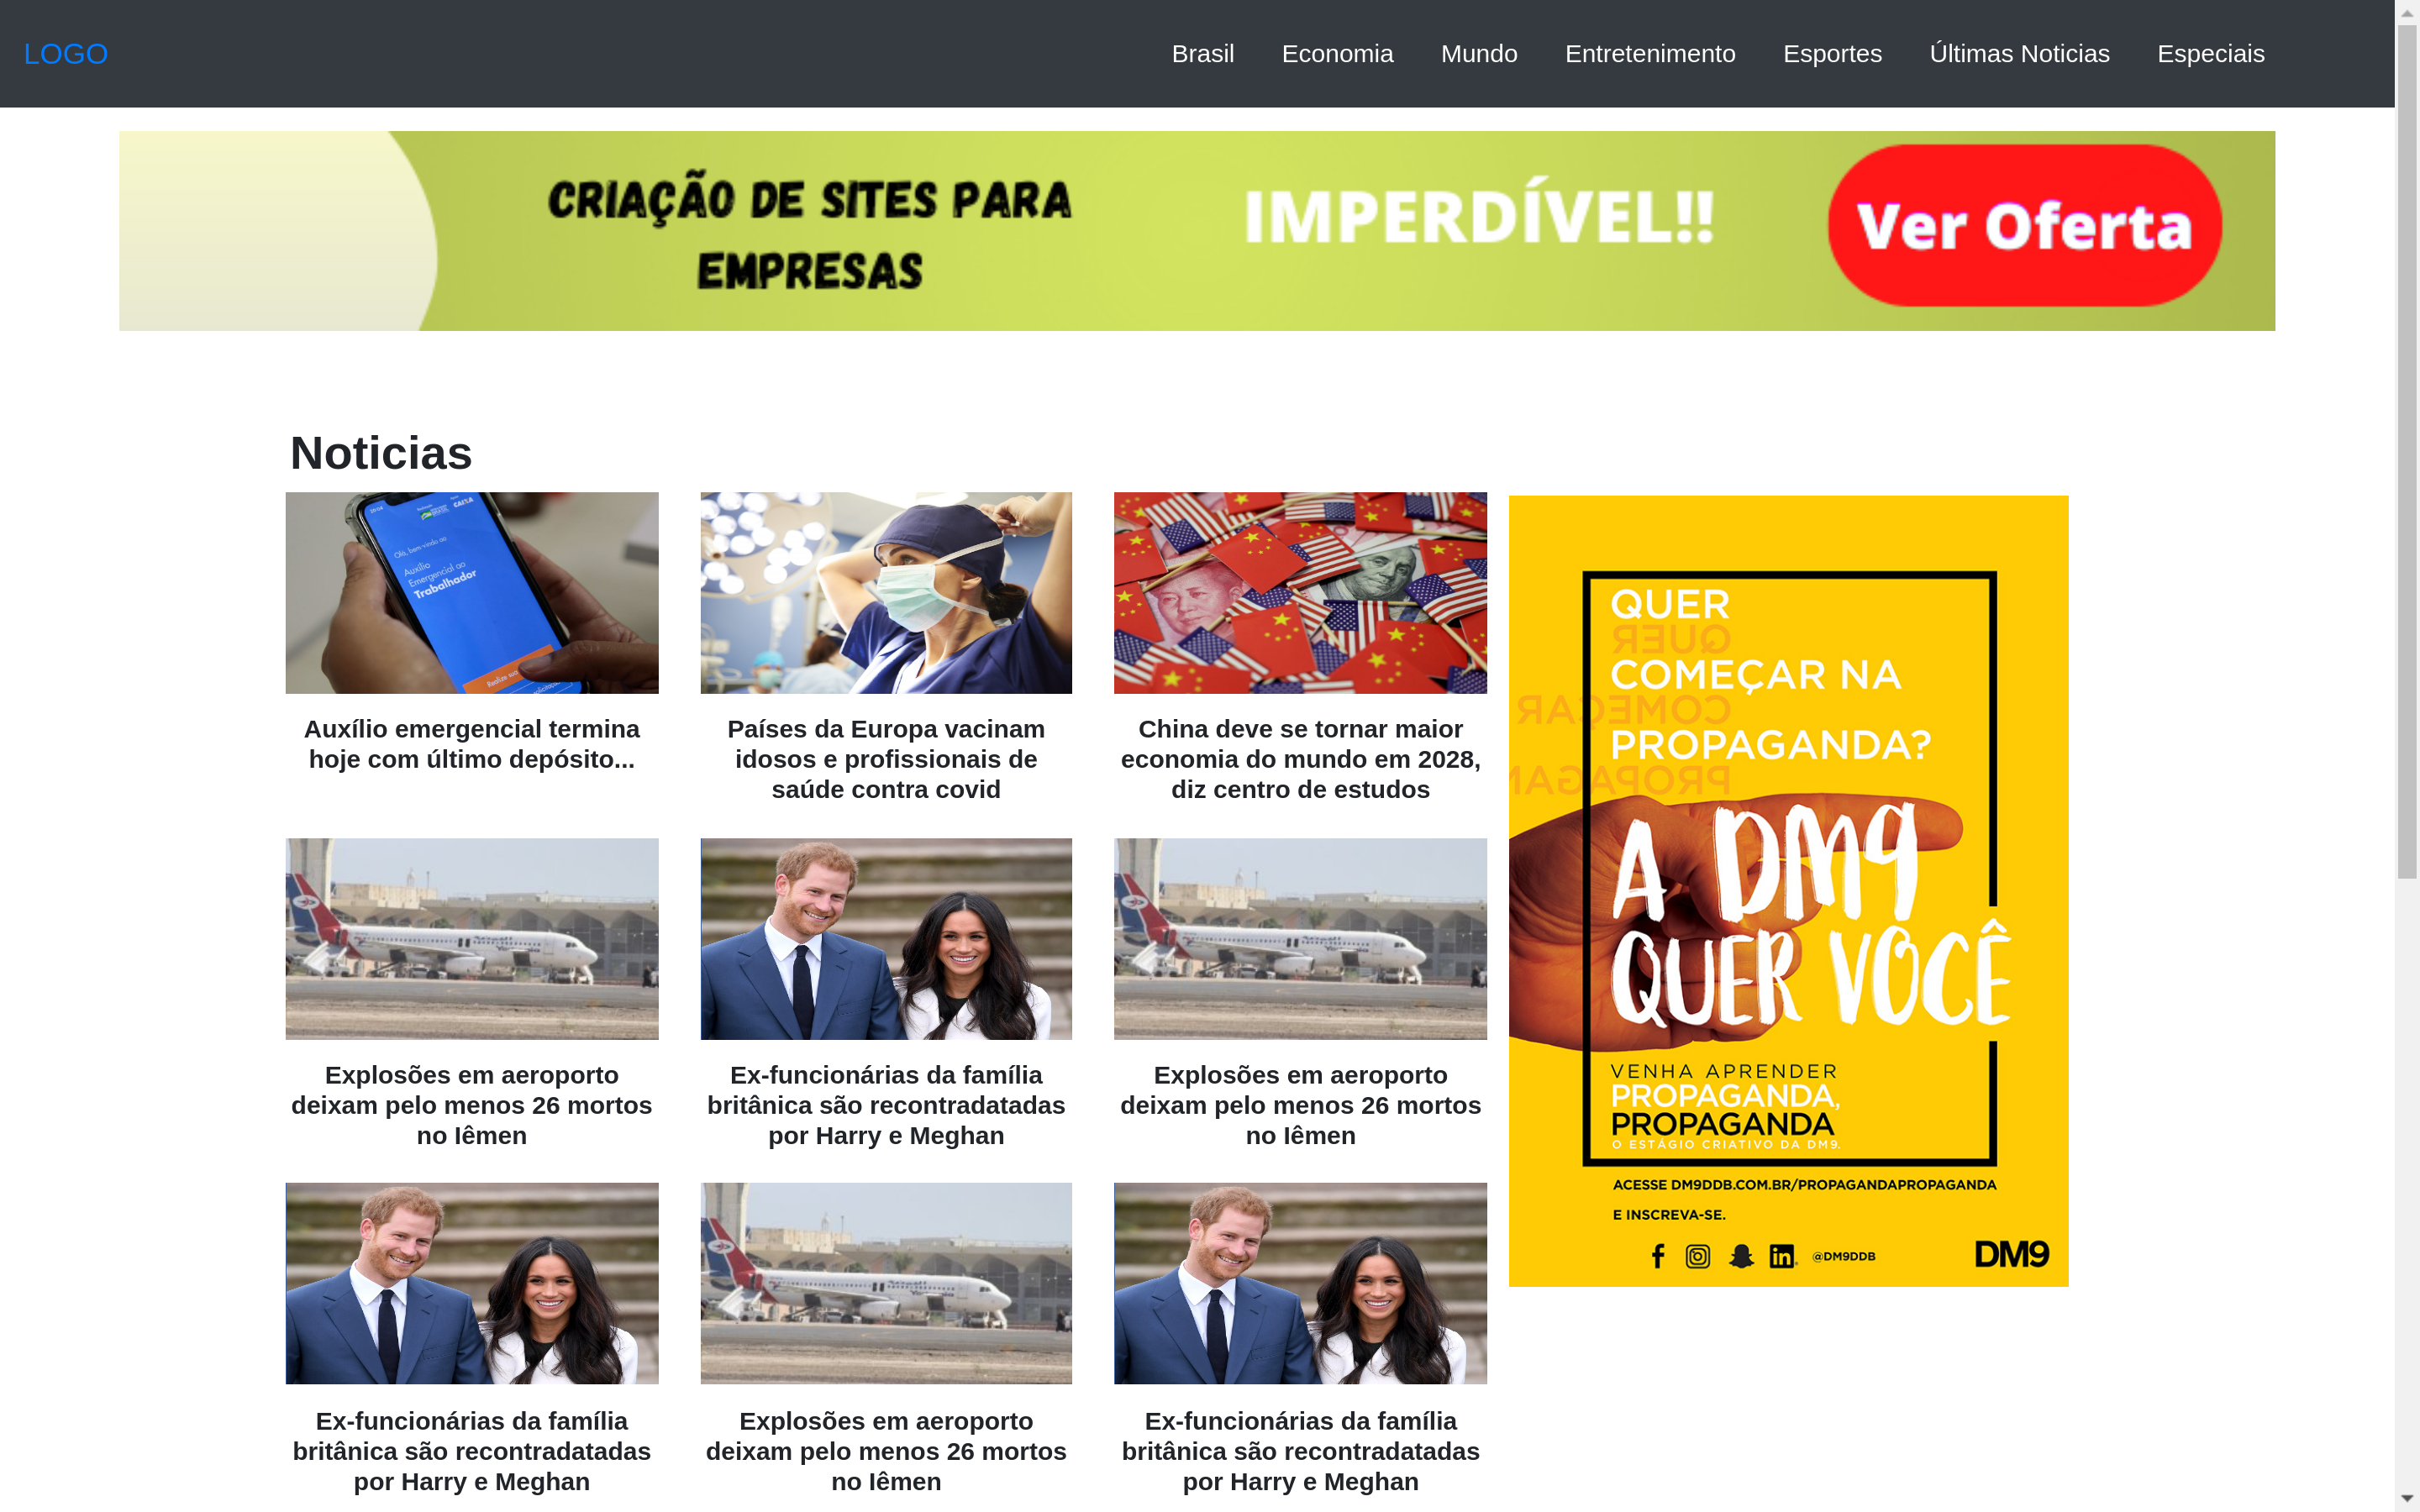 LOGO
Brasil
Economia
Mundo
Entretenimento
Esportes
Últimas Noticias
Especiais
CRIAÇÃO DE SITES PARA
EMPRESAS
IMPERDÍVEL!!
Ver Oferta
Noticias
CAIXA
Olá, bem-vindo ao
Auxílio
Emergencial ao
Trabalhador
Auxílio emergencial termina
hoje com último depósito...
Países da Europa vacinam
idosos e profissionais de
saúde contra covid
China deve se tornar maior
economia do mundo em 2028,
diz centro de estudos
QUER
QUER
COMEÇAR NA
COMEÇAR
PROPAGANDA?
PROPAGAN
A DM9
QUER VOCÊ
VENHA APRENDER
PROPAGANDA,
PROPAGANDA
O ESTÁGIO CRIATIVO DA DM9.
ACESSE DM9DDB.COM.BR/PROPAGANDAPROPAGANDA
E INSCREVA-SE.
@DM9DDB
DM9
Explosões em aeroporto
deixam pelo menos 26 mortos
no Iêmen
Ex-funcionárias da família
britânica são recontradatadas
por Harry e Meghan
Explosões em aeroporto
deixam pelo menos 26 mortos
no Iêmen
Ex-funcionárias da família
britânica são recontradatadas
por Harry e Meghan
Explosões em aeroporto
deixam pelo menos 26 mortos
no Iêmen
Ex-funcionárias da família
britânica são recontradatadas
por Harry e Meghan